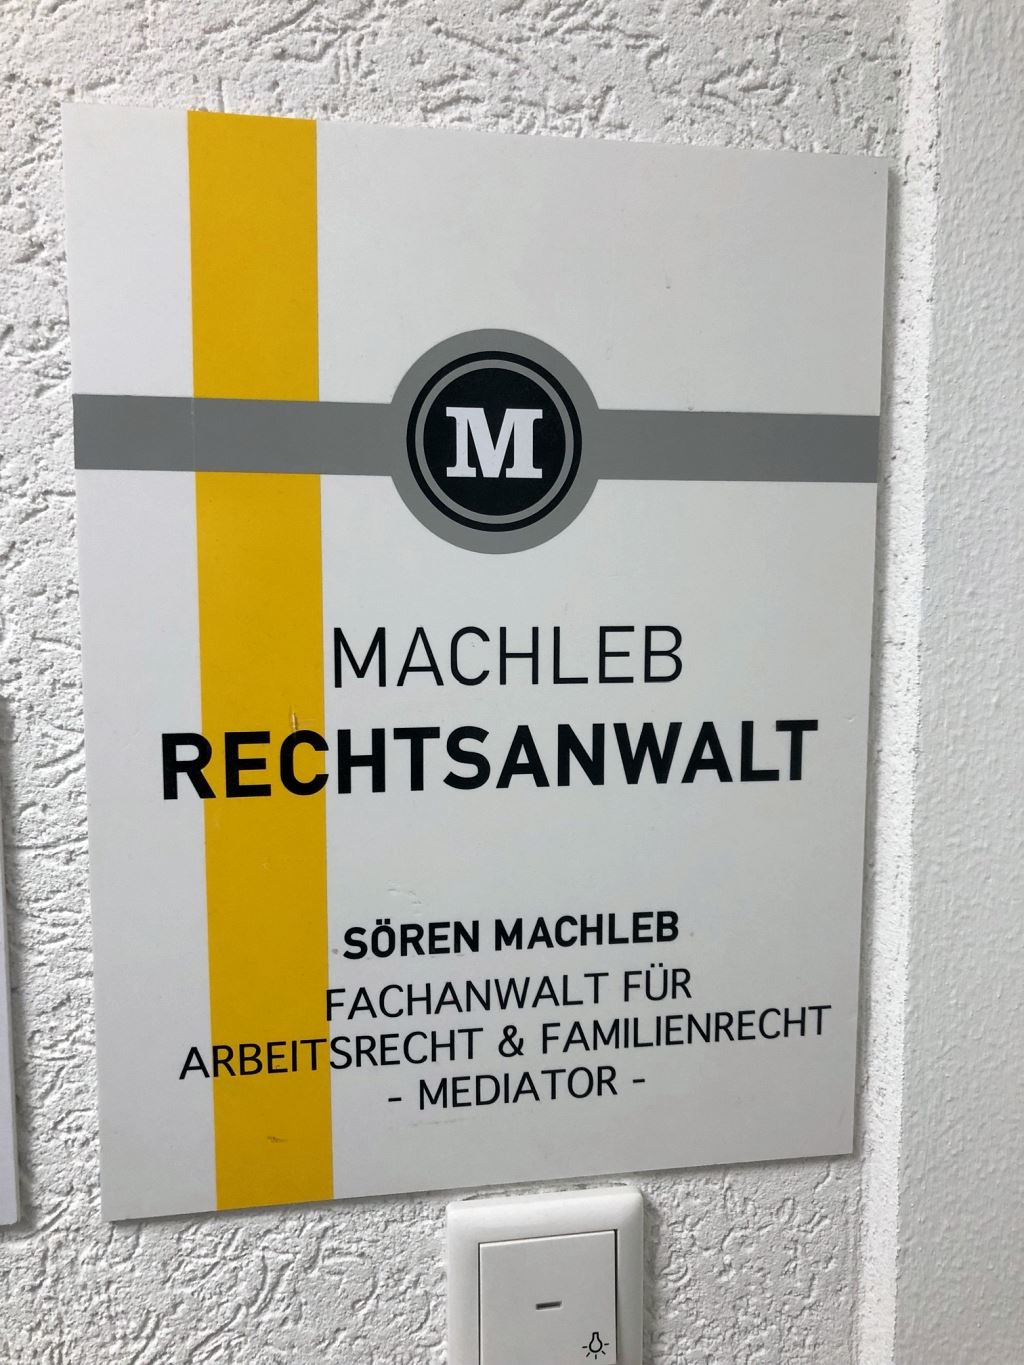 M
MACHLEB
RECHTSANWALT
SÖREN MACHLEB
FACHANWALT FÜR
ARBEITSRECHT & FAMILIENRECHT
- MEDIATOR -